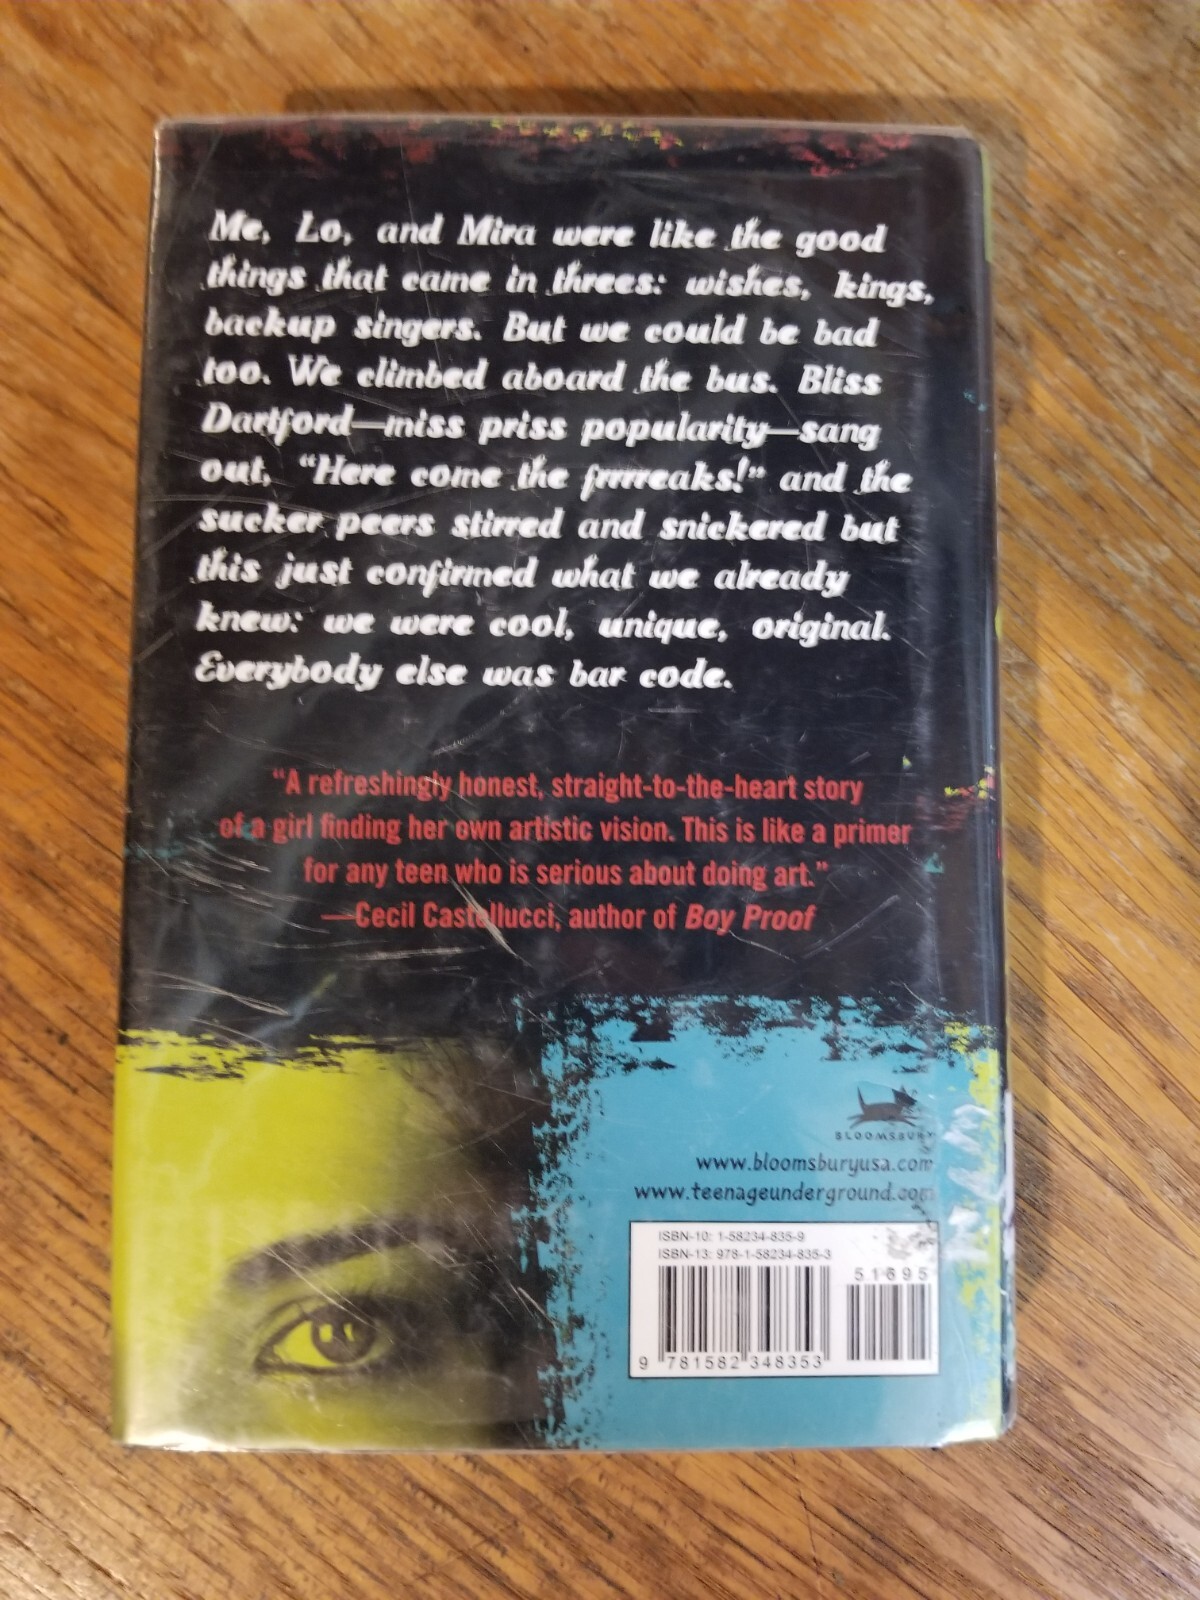 Me, Lo, and Mira were like the good
things that came in threes: wishes, kings,
backup singers. But we could be bad
too. We climbed aboard the bus. Bliss
Dartford—miss priss popularity—sang
out, “Here come the frrrreaks!” and the
sucker peers stirred and snickered but
this just confirmed what we already
knew: we were cool, unique, original.
Everybody else was bar code.
“A refreshingly honest, straight-to-the-heart story
of a girl finding her own artistic vision. This is like a primer
for any teen who is serious about doing art.”
—Cecil Castellucci, author of Boy Proof
BLOOMSBURY
www.bloomsburyusa.com
www.teenageunderground.com
ISBN-10: 1-58234-835-9
ISBN-13: 978-1-58234-835-3
51695
9 781582 348353